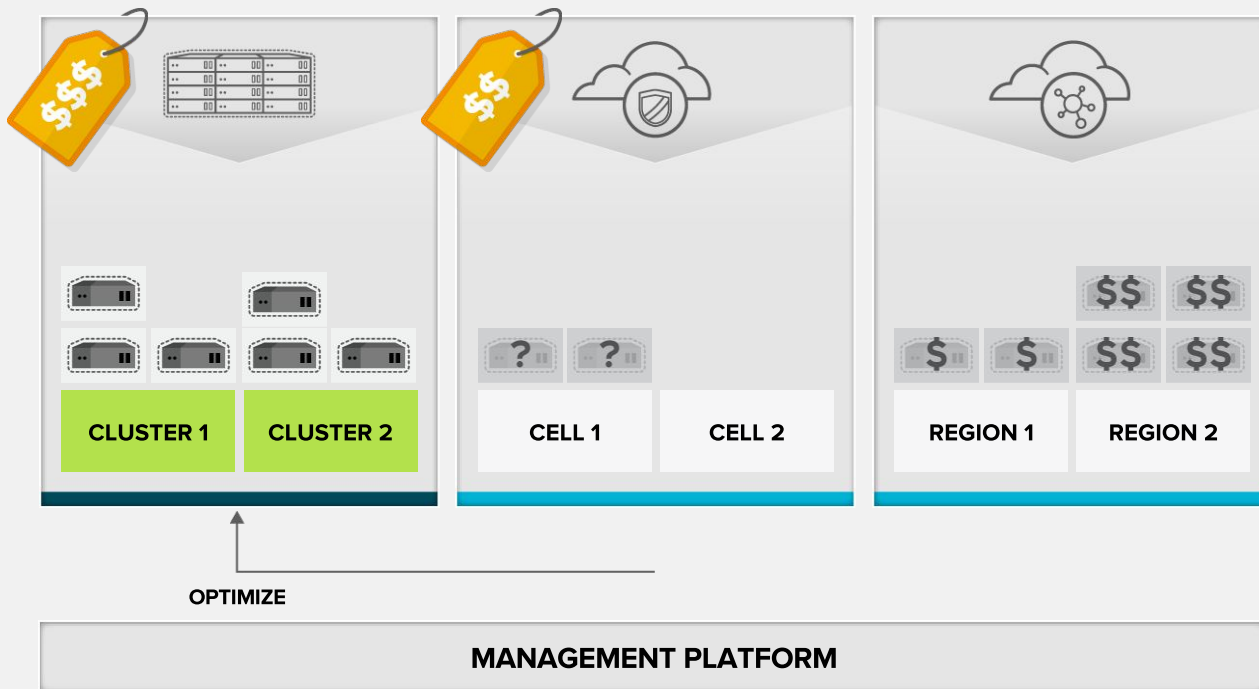 $$$
$$
$$ $$
? ? $ $ $$ $$
CLUSTER 1 CLUSTER 2 CELL 1 CELL 2 REGION 1 REGION 2
OPTIMIZE
MANAGEMENT PLATFORM